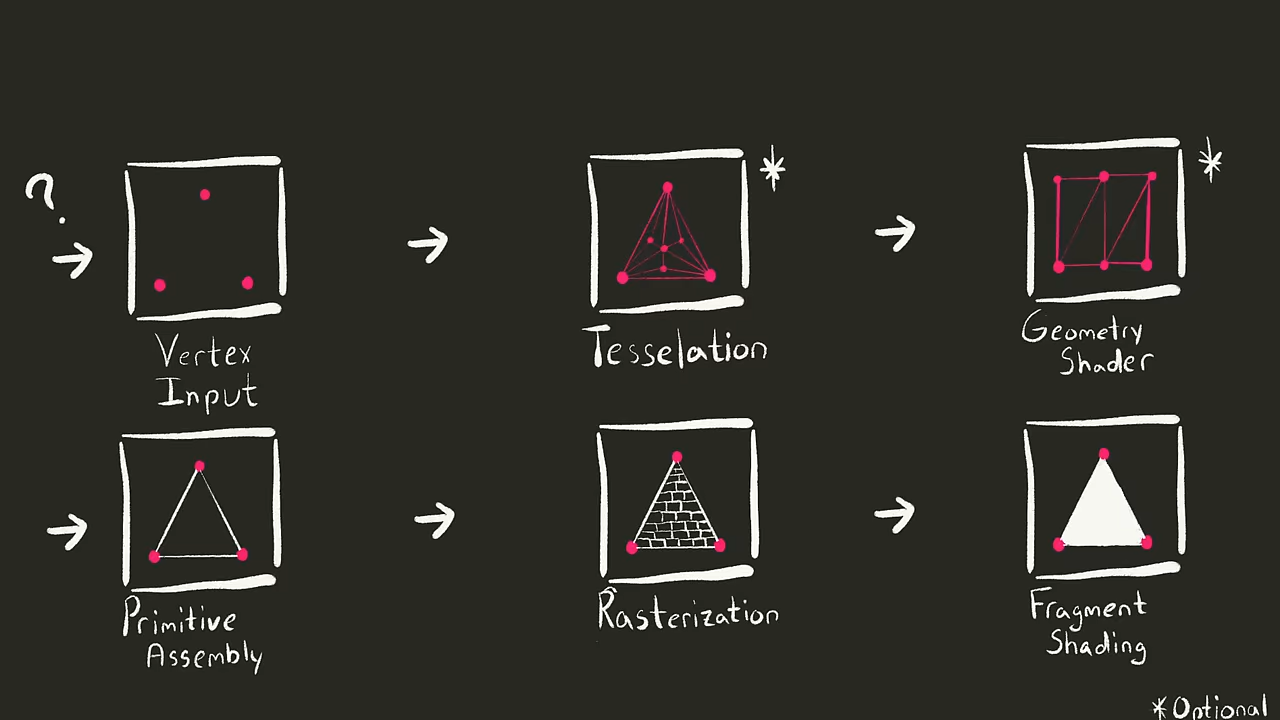 ?
*
*
Vertex
Input
Tesselation
Geometry
Shader
Primitive
Assembly
Rasterization
Fragment
Shading
*Optional